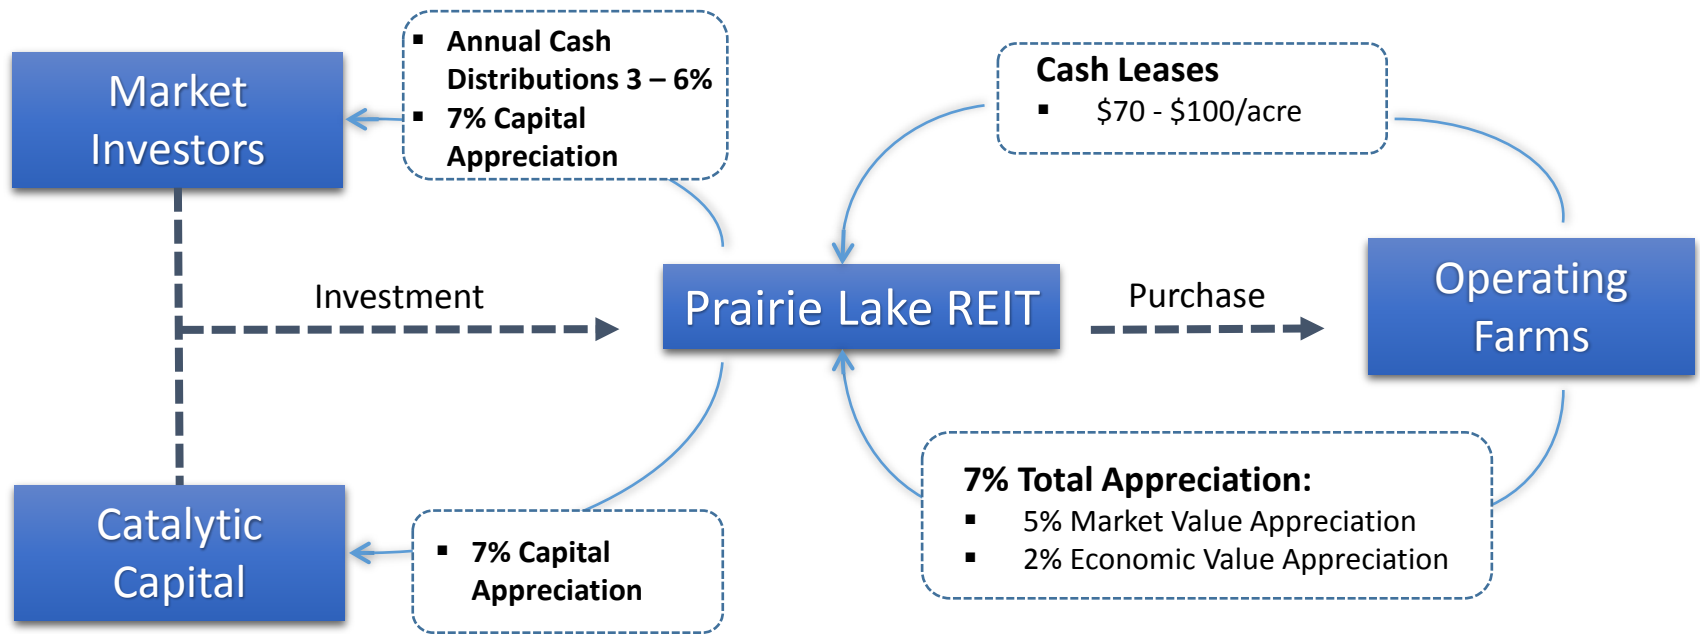 Market
Investors
▪ Annual Cash
Distributions 3 – 6%
▪ 7% Capital
Appreciation
Cash Leases
▪ $70 - $100/acre
Investment
Prairie Lake REIT
Purchase
Operating
Farms
Catalytic
Capital
▪ 7% Capital
Appreciation
7% Total Appreciation:
▪ 5% Market Value Appreciation
▪ 2% Economic Value Appreciation